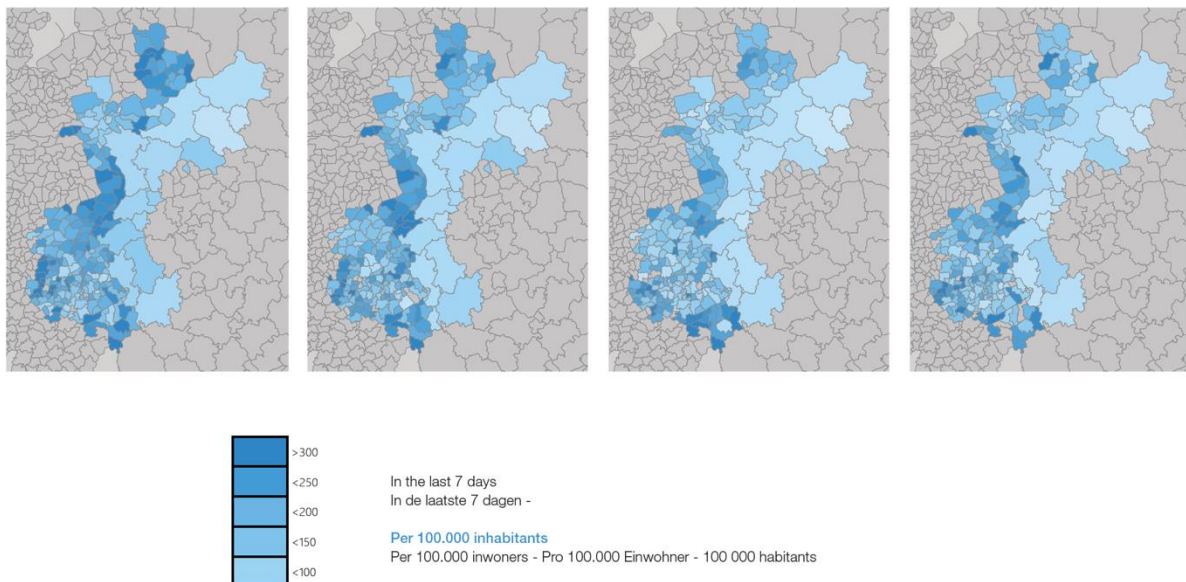 >300
<250
<200
<150
<100
In the last 7 days
In de laatste 7 dagen -
Per 100.000 inhabitants
Per 100.000 inwoners - Pro 100.000 Einwohner - 100 000 habitants